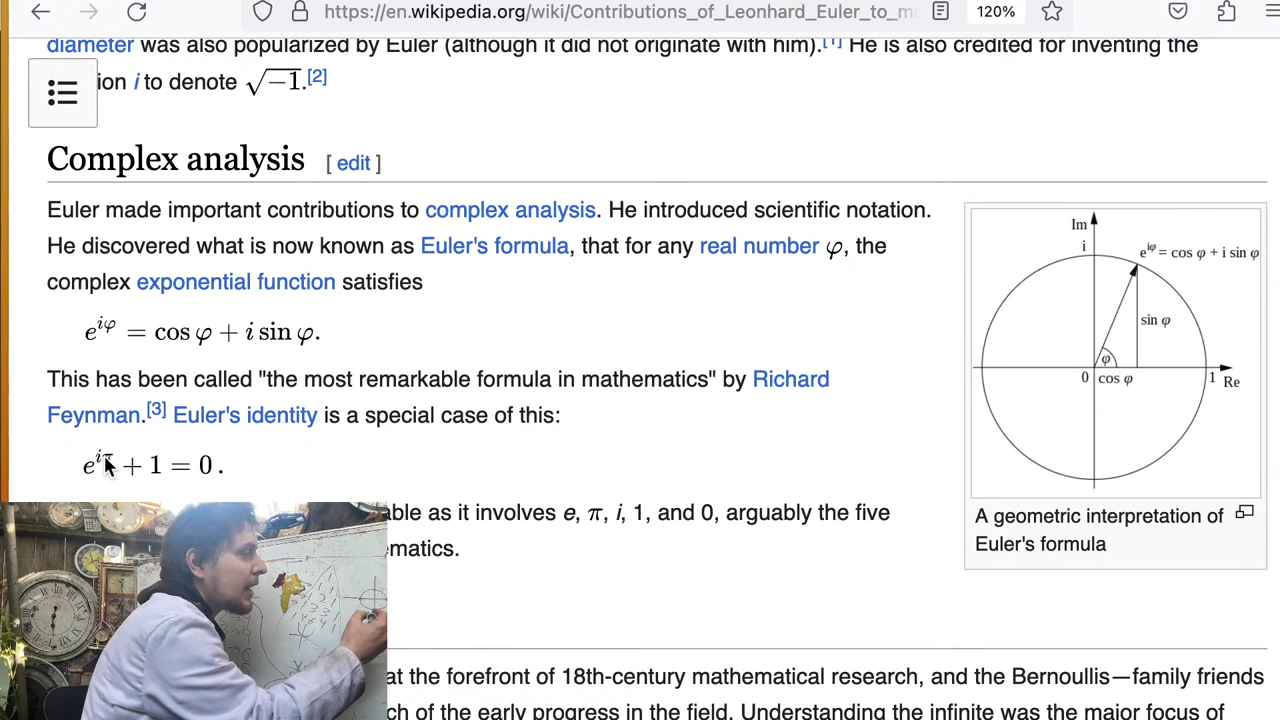 https://en.wikipedia.org/wiki/Contributions_of_Leonhard_Euler_to_ma
120%
diameter was also popularized by Euler (although it did not originate with him).[1] He is also credited for inventing the
ion i to denote √−1.[2]
Complex analysis [ edit ]
Euler made important contributions to complex analysis. He introduced scientific notation.
He discovered what is now known as Euler's formula, that for any real number φ, the
complex exponential function satisfies
e^{iφ} = cos φ + i sin φ.
This has been called "the most remarkable formula in mathematics" by Richard
Feynman.[3] Euler's identity is a special case of this:
e^{iπ} + 1 = 0 .
able as it involves e, π, i, 1, and 0, arguably the five
ematics.
Im
i
e^{iφ} = cos φ + i sin φ
sin φ
φ
0 cos φ 1 Re
A geometric interpretation of
Euler's formula
at the forefront of 18th-century mathematical research, and the Bernoullis—family friends
ch of the early progress in the field. Understanding the infinite was the major focus of